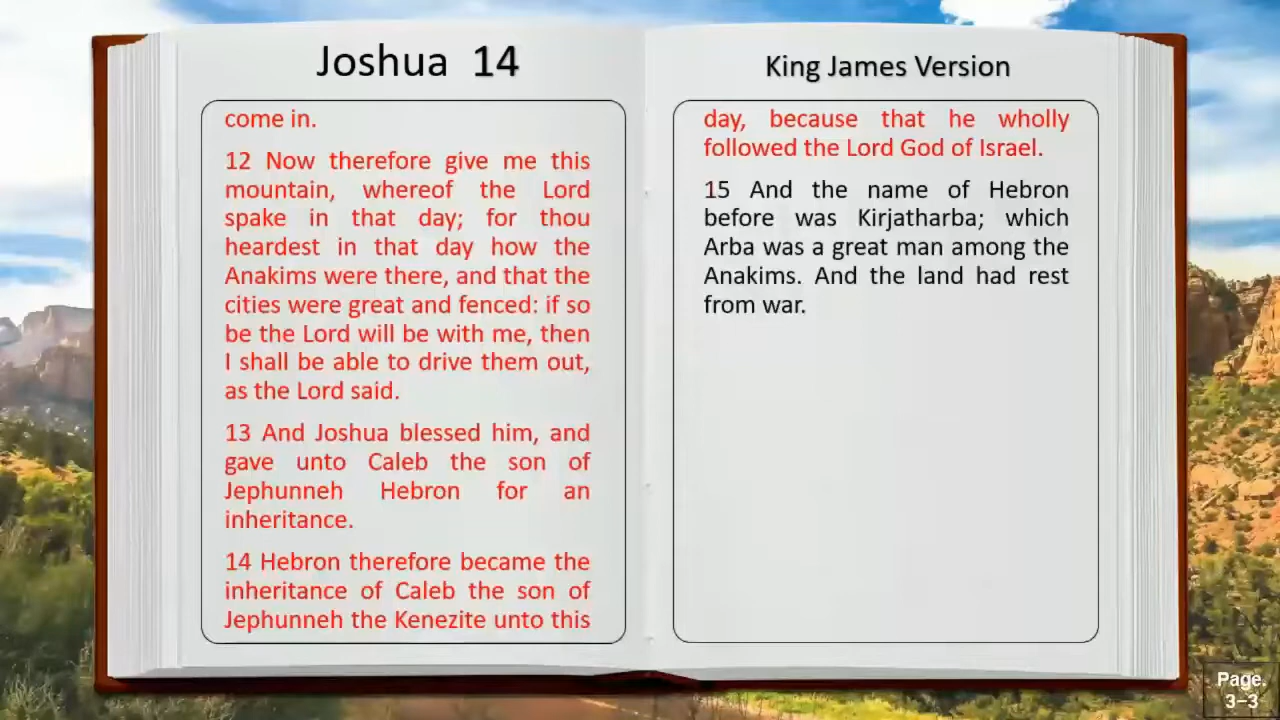 Joshua 14
come in.
12 Now therefore give me this
mountain, whereof the Lord
spake in that day; for thou
heardest in that day how the
Anakims were there, and that the
cities were great and fenced: if so
be the Lord will be with me, then
I shall be able to drive them out,
as the Lord said.
13 And Joshua blessed him, and
gave unto Caleb the son of
Jephunneh Hebron for an
inheritance.
14 Hebron therefore became the
inheritance of Caleb the son of
Jephunneh the Kenezite unto this
King James Version
day, because that he wholly
followed the Lord God of Israel.
15 And the name of Hebron
before was Kirjatharba; which
Arba was a great man among the
Anakims. And the land had rest
from war.
Page.
3-3